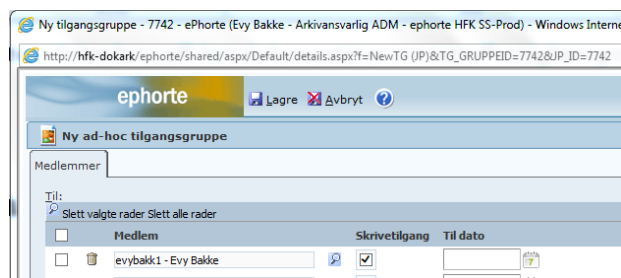 Ny tilgangsgruppe - 7742 - ePhorte (Evy Bakke - Arkivansvarlig ADM - ephorte HFK SS-Prod) - Windows Interne
http://hfk-dokark/ephorte/shared/aspx/Default/details.aspx?f=NewTG (JP)&TG_GRUPPEID=7742&JP_ID=7742
ephorte Lagre Avbryt ?
Ny ad-hoc tilgangsgruppe
Medlemmer
Til:
Slett valgte rader Slett alle rader
Medlem Skrivetilgang Til dato
evybakk1 - Evy Bakke 7